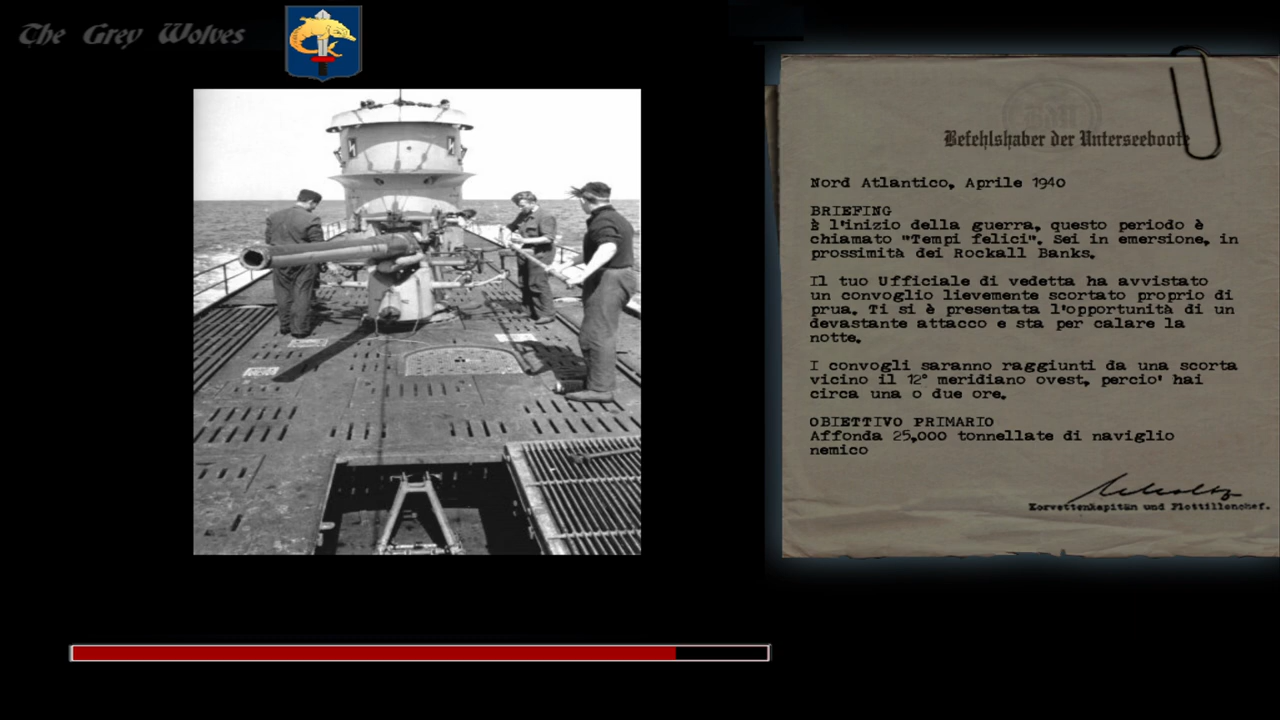 The Grey Wolves
Befehlshaber der Unterseeboote
Nord Atlantico, Aprile 1940
BRIEFING
È l'inizio della guerra, questo periodo è
chiamato "Tempi felici". Sei in emersione, in
prossimità dei Rockall Banks.
Il tuo Ufficiale di vedetta ha avvistato
un convoglio lievemente scortato proprio di
prua. Ti si è presentata l'opportunità di un
devastante attacco e sta per calare la
notte.
I convogli saranno raggiunti da una scorta
vicino il 12° meridiano ovest, percio' hai
circa una o due ore.
OBIETTIVO PRIMARIO
Affonda 25,000 tonnellate di naviglio
nemico
Korvettenkapitän und Flottillenchef.